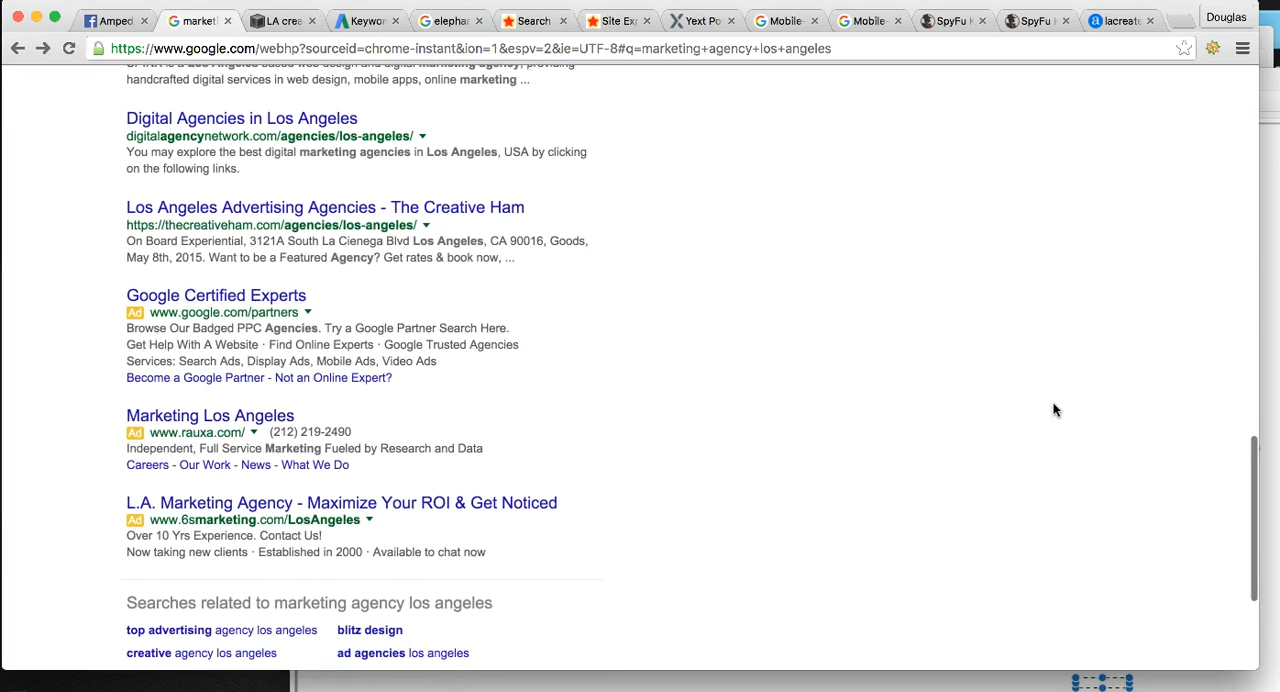 Amped
marketi
LA crea
Keywor
elephan
Search
Site Exp
Yext Po
Mobile-
Mobile-
SpyFu K
SpyFu K
lacreate
Douglas
https://www.google.com/webhp?sourceid=chrome-instant&ion=1&espv=2&ie=UTF-8#q=marketing+agency+los+angeles
handcrafted digital services in web design, mobile apps, online marketing ...
Digital Agencies in Los Angeles
digitalagencynetwork.com/agencies/los-angeles/
You may explore the best digital marketing agencies in Los Angeles, USA by clicking
on the following links.
Los Angeles Advertising Agencies - The Creative Ham
https://thecreativeham.com/agencies/los-angeles/
On Board Experiential, 3121A South La Cienega Blvd Los Angeles, CA 90016, Goods,
May 8th, 2015. Want to be a Featured Agency? Get rates & book now, ...
Google Certified Experts
Ad www.google.com/partners
Browse Our Badged PPC Agencies. Try a Google Partner Search Here.
Get Help With A Website · Find Online Experts · Google Trusted Agencies
Services: Search Ads, Display Ads, Mobile Ads, Video Ads
Become a Google Partner - Not an Online Expert?
Marketing Los Angeles
Ad www.rauxa.com/ (212) 219-2490
Independent, Full Service Marketing Fueled by Research and Data
Careers - Our Work - News - What We Do
L.A. Marketing Agency - Maximize Your ROI & Get Noticed
Ad www.6smarketing.com/LosAngeles
Over 10 Yrs Experience. Contact Us!
Now taking new clients · Established in 2000 · Available to chat now
Searches related to marketing agency los angeles
top advertising agency los angeles
blitz design
creative agency los angeles
ad agencies los angeles